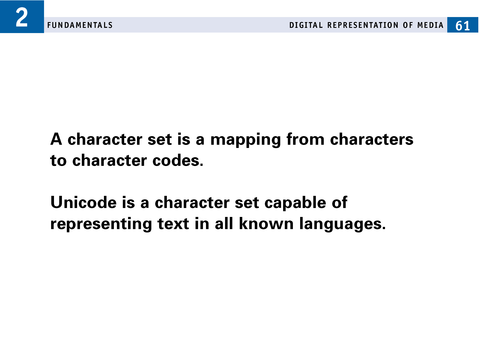 2
FUNDAMENTALS
DIGITAL REPRESENTATION OF MEDIA 61
A character set is a mapping from characters
to character codes.
Unicode is a character set capable of
representing text in all known languages.